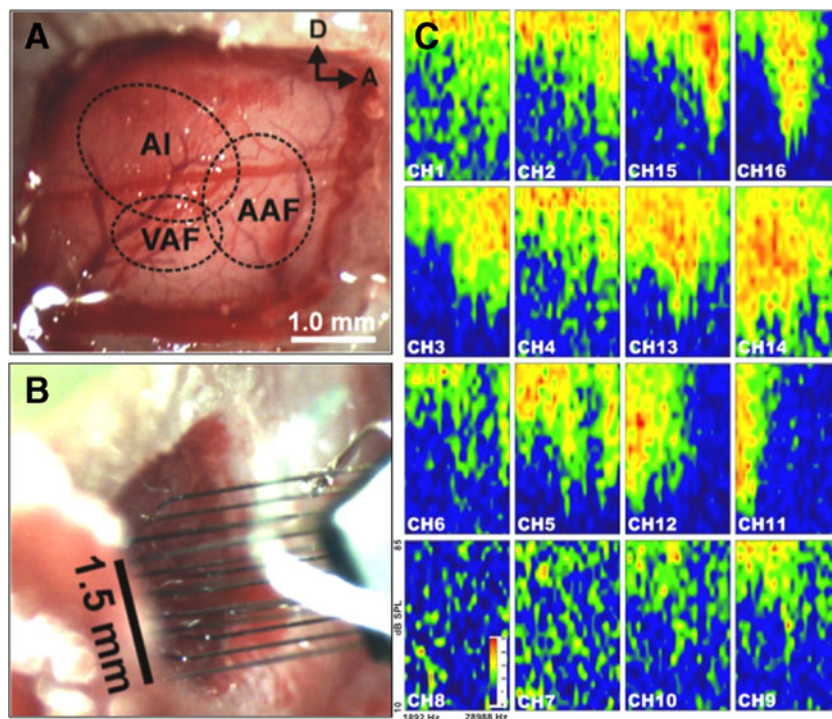 A
D
A
AI
VAF
AAF
1.0 mm
B
1.5 mm
C
CH1 CH2 CH15 CH16
CH3 CH4 CH13 CH14
CH6 CH5 CH12 CH11
85
dB SPL
10
CH8 CH7 CH10 CH9
1892 Hz 28988 Hz